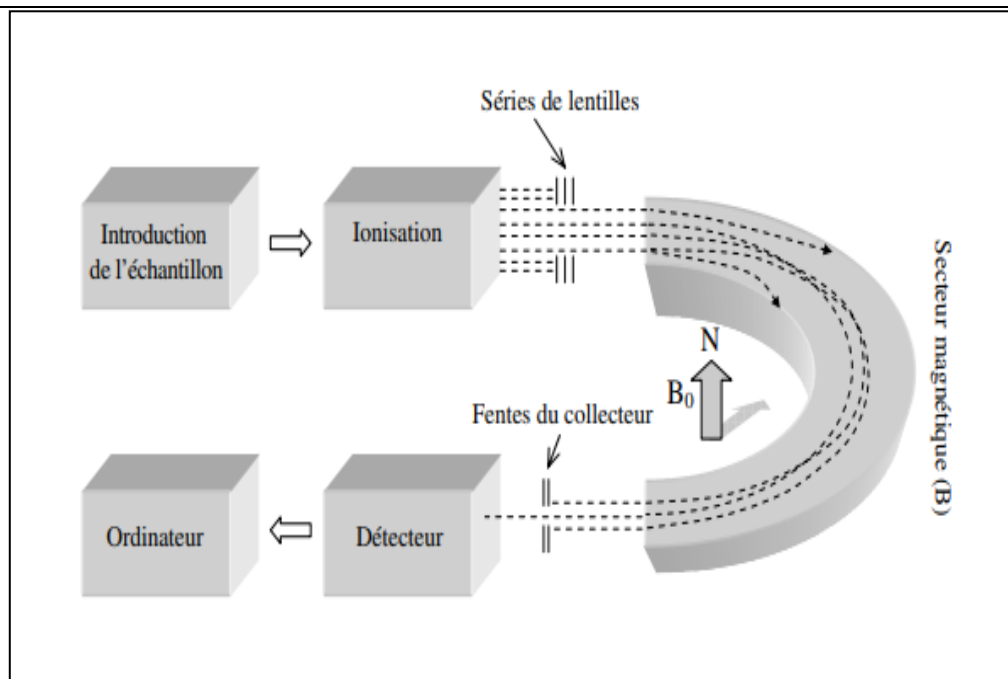 Séries de lentilles
Introduction
de l'échantillon
Ionisation
Secteur magnétique (B)
N
B₀
Fentes du collecteur
Ordinateur
Détecteur